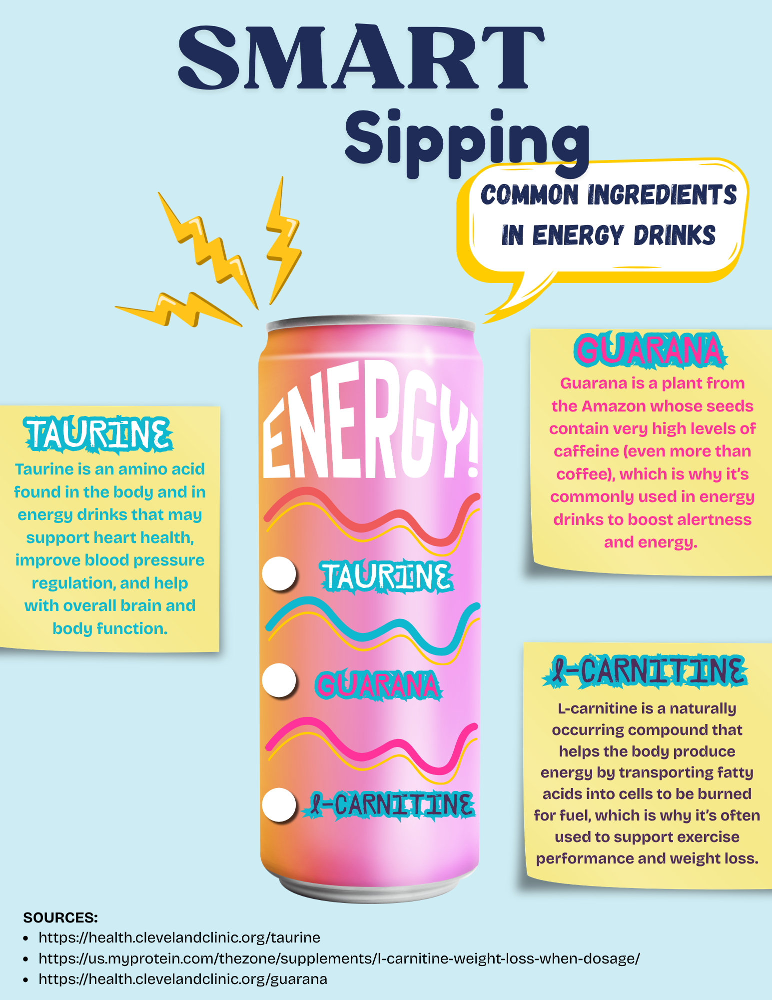 SMART
Sipping
COMMON INGREDIENTS
IN ENERGY DRINKS
GUARANA
Guarana is a plant from
the Amazon whose seeds
contain very high levels of
caffeine (even more than
coffee), which is why it's
commonly used in energy
drinks to boost alertness
and energy.
TAURINE
Taurine is an amino acid
found in the body and in
energy drinks that may
support heart health,
improve blood pressure
regulation, and help
with overall brain and
body function.
ENERGY!
TAURINE
GUARANA
l-CARNITINE
l-CARNITINE
L-carnitine is a naturally
occurring compound that
helps the body produce
energy by transporting fatty
acids into cells to be burned
for fuel, which is why it's often
used to support exercise
performance and weight loss.
SOURCES:
• https://health.clevelandclinic.org/taurine
• https://us.myprotein.com/thezone/supplements/l-carnitine-weight-loss-when-dosage/
• https://health.clevelandclinic.org/guarana